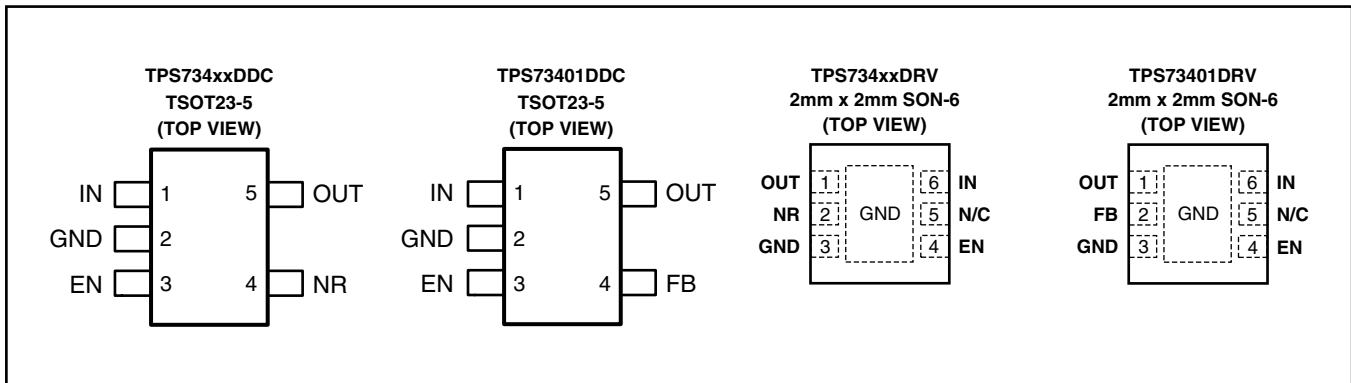 TPS734xxDDC
TSOT23-5
(TOP VIEW)
IN 1 5 OUT
GND 2
EN 3 4 NR
TPS73401DDC
TSOT23-5
(TOP VIEW)
IN 1 5 OUT
GND 2
EN 3 4 FB
TPS734xxDRV
2mm x 2mm SON-6
(TOP VIEW)
OUT 1 6 IN
NR 2 GND 5 N/C
GND 3 4 EN
TPS73401DRV
2mm x 2mm SON-6
(TOP VIEW)
OUT 1 6 IN
FB 2 GND 5 N/C
GND 3 4 EN